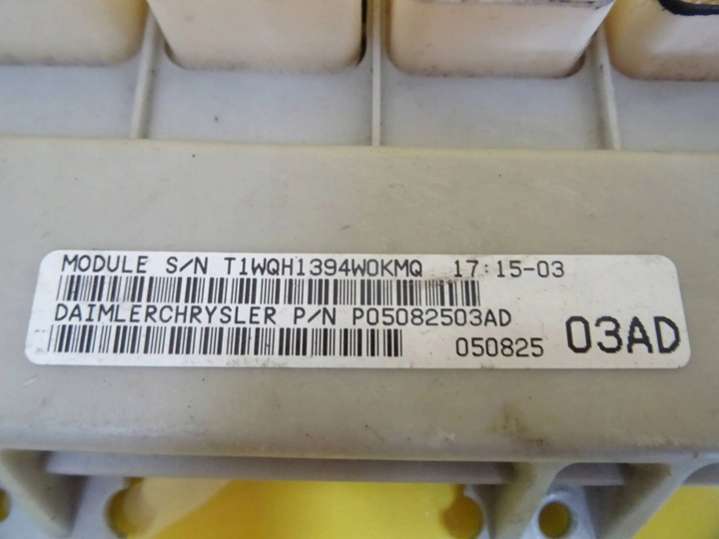 MODULE S/N T1WQH1394W0KMQ 17:15-03
DAIMLERCHRYSLER P/N P05082503AD
050825 03AD